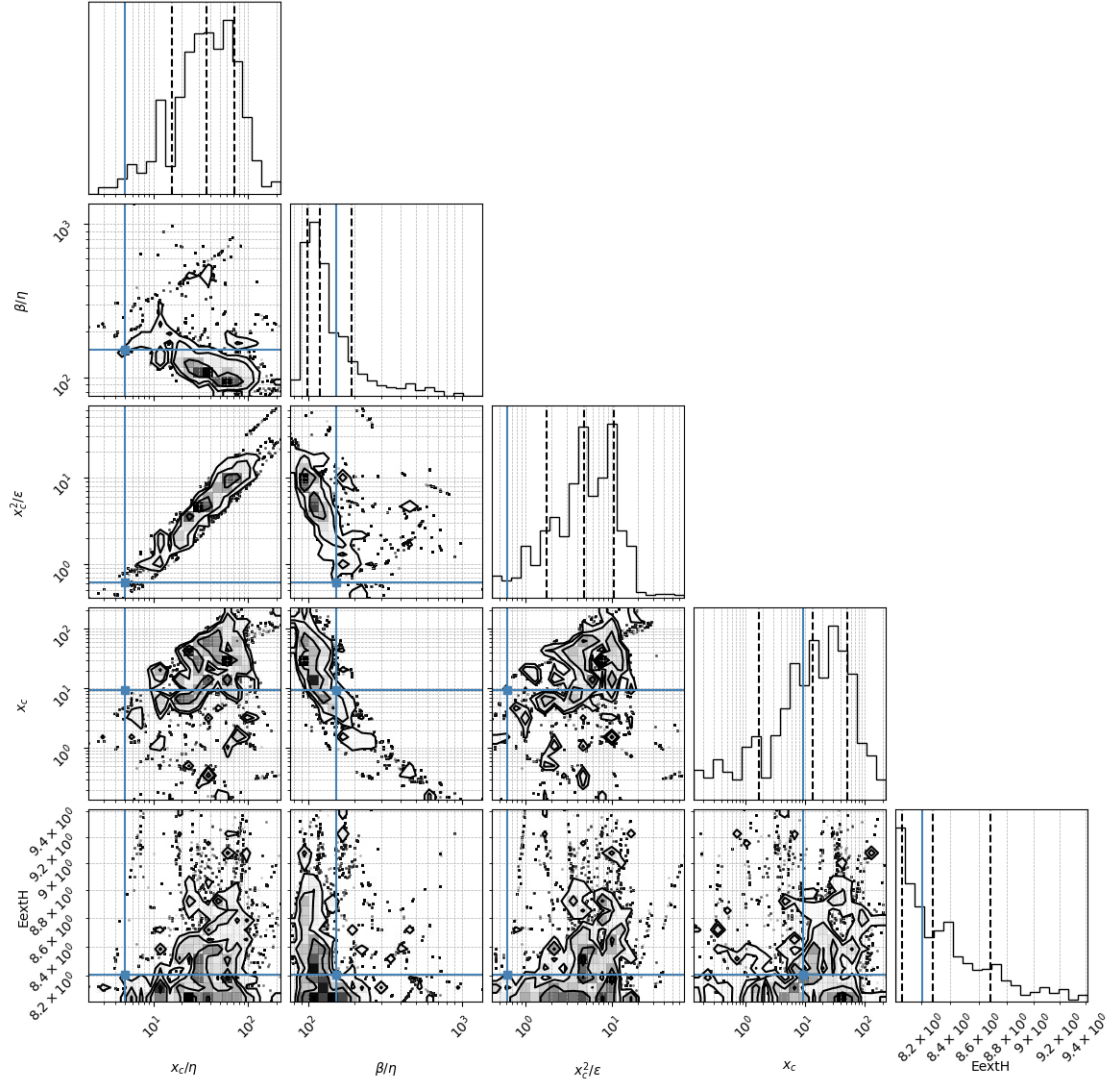 β/η
10³
10²
x_c²/ε
10¹
10⁰
x_c
10²
10¹
10⁰
EextH
9.4 × 10⁰
9.2 × 10⁰
9 × 10⁰
8.8 × 10⁰
8.6 × 10⁰
8.4 × 10⁰
8.2 × 10⁰
10¹ 10² 10² 10³ 10⁰ 10¹ 10⁰ 10¹ 10² 8.2 × 10⁰ 8.4 × 10⁰ 8.6 × 10⁰ 8.8 × 10⁰ 9 × 10⁰ 9.2 × 10⁰ 9.4 × 10⁰
x_c/η β/η x_c²/ε x_c EextH